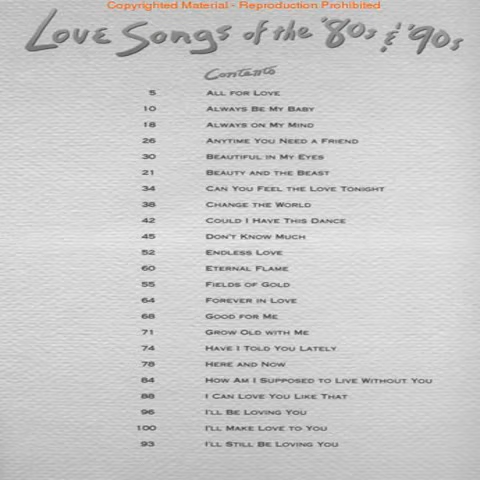 Copyrighted Material - Reproduction Prohibited
Love Songs of the '80s & '90s
Contents
5 ALL FOR LOVE
10 ALWAYS BE MY BABY
18 ALWAYS ON MY MIND
26 ANYTIME YOU NEED A FRIEND
30 BEAUTIFUL IN MY EYES
21 BEAUTY AND THE BEAST
34 CAN YOU FEEL THE LOVE TONIGHT
38 CHANGE THE WORLD
42 COULD I HAVE THIS DANCE
45 DON'T KNOW MUCH
52 ENDLESS LOVE
60 ETERNAL FLAME
55 FIELDS OF GOLD
64 FOREVER IN LOVE
68 GOOD FOR ME
71 GROW OLD WITH ME
74 HAVE I TOLD YOU LATELY
78 HERE AND NOW
84 HOW AM I SUPPOSED TO LIVE WITHOUT YOU
88 I CAN LOVE YOU LIKE THAT
96 I'LL BE LOVING YOU
100 I'LL MAKE LOVE TO YOU
93 I'LL STILL BE LOVING YOU